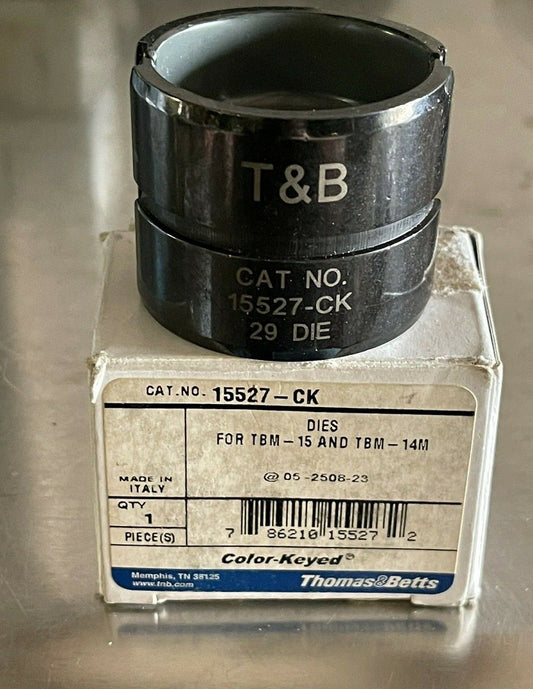 T&B
CAT NO.
15527-CK
29 DIE
CAT.NO. 15527-CK
DIES
FOR TBM-15 AND TBM-14M
MADE IN
ITALY
@ 05-2508-23
QTY
1
PIECE(S)
7 86210 15527 2
Color-Keyed®
Memphis, TN 38125
www.tnb.com
Thomas&Betts